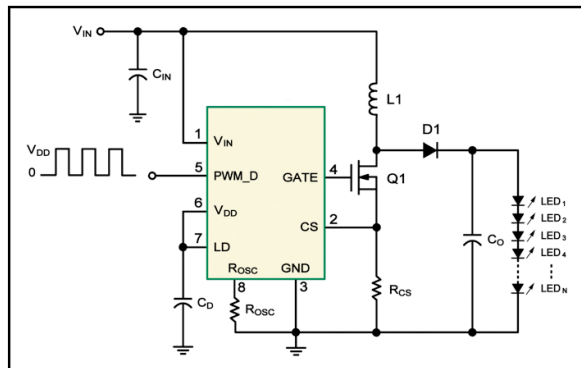 VIN
CIN
L1
D1
VDD
0
1
VIN
5
PWM_D
GATE
4
Q1
6
VDD
CS
2
7
LD
ROSC
GND
8
3
CD
ROSC
RCS
CO
LED1
LED2
LED3
LED4
LEDN